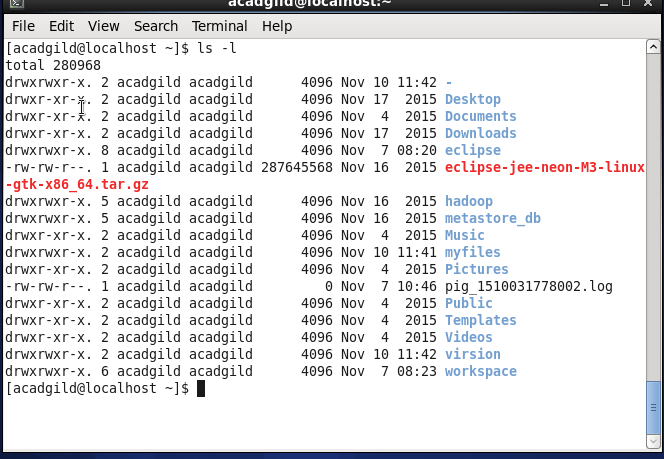 acadgild@localhost:~
File Edit View Search Terminal Help
[acadgild@localhost ~]$ ls -l
total 280968
drwxrwxr-x. 2 acadgild acadgild      4096 Nov 10 11:42 -
drwxr-xr-x. 2 acadgild acadgild      4096 Nov 17  2015 Desktop
drwxr-xr-x. 2 acadgild acadgild      4096 Nov  4  2015 Documents
drwxr-xr-x. 2 acadgild acadgild      4096 Nov 17  2015 Downloads
drwxrwxr-x. 8 acadgild acadgild      4096 Nov  7 08:20 eclipse
-rw-rw-r--. 1 acadgild acadgild 287645568 Nov 16  2015 eclipse-jee-neon-M3-linux
-gtk-x86_64.tar.gz
drwxrwxr-x. 5 acadgild acadgild      4096 Nov 16  2015 hadoop
drwxrwxr-x. 5 acadgild acadgild      4096 Nov 16  2015 metastore_db
drwxr-xr-x. 2 acadgild acadgild      4096 Nov  4  2015 Music
drwxrwxr-x. 2 acadgild acadgild      4096 Nov 10 11:41 myfiles
drwxr-xr-x. 2 acadgild acadgild      4096 Nov  4  2015 Pictures
-rw-rw-r--. 1 acadgild acadgild         0 Nov  7 10:46 pig_1510031778002.log
drwxr-xr-x. 2 acadgild acadgild      4096 Nov  4  2015 Public
drwxr-xr-x. 2 acadgild acadgild      4096 Nov  4  2015 Templates
drwxr-xr-x. 2 acadgild acadgild      4096 Nov  4  2015 Videos
drwxrwxr-x. 2 acadgild acadgild      4096 Nov 10 11:42 virsion
drwxrwxr-x. 6 acadgild acadgild      4096 Nov  7 08:23 workspace
[acadgild@localhost ~]$